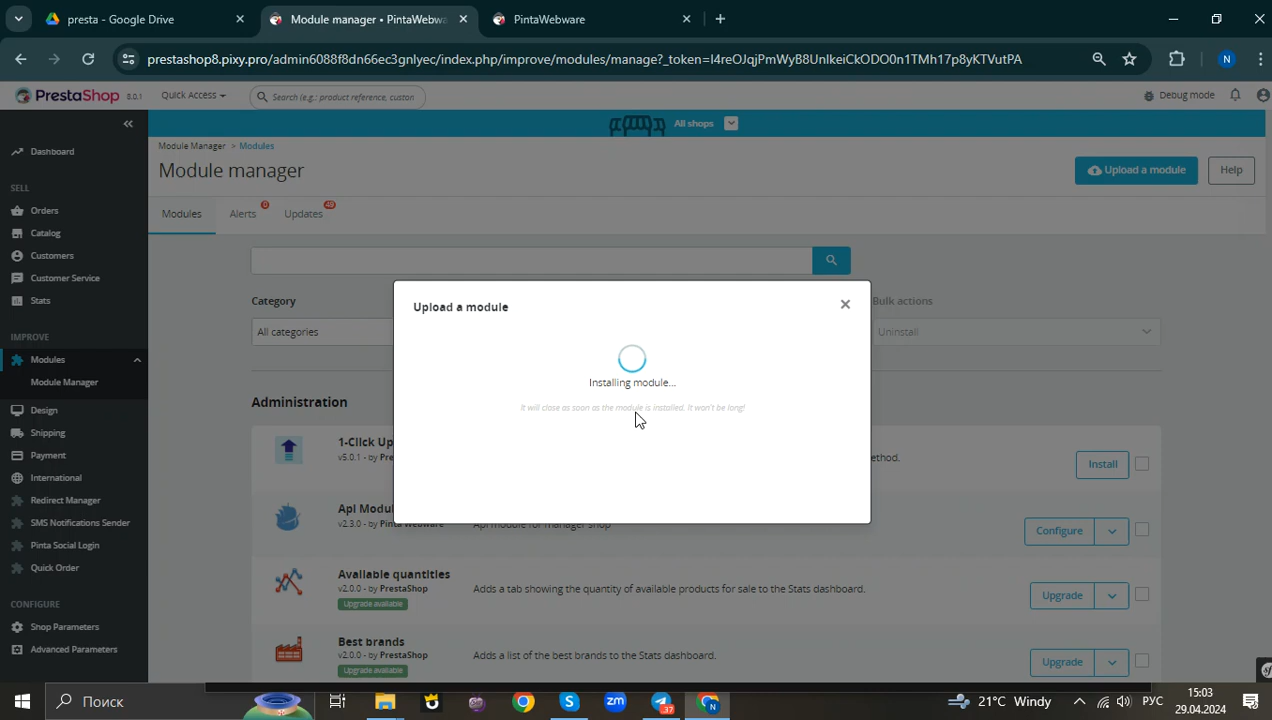 presta - Google Drive
Module manager • PintaWebwa
PintaWebware
prestashop8.pixy.pro/admin6088f8dn66ec3gnlyec/index.php/improve/modules/manage?_token=
N
PrestaShop 8.0.1
Quick Access
Search (e.g.: product reference, custon
Debug mode
All shops
Module Manager > Modules
Module manager
Upload a module
Help
Modules
Alerts 0
Updates 49
Dashboard
SELL
Orders
Catalog
Customers
Customer Service
Stats
IMPROVE
Modules
Module Manager
Design
Shipping
Payment
International
Redirect Manager
SMS Notifications Sender
Pinta Social Login
Quick Order
CONFIGURE
Shop Parameters
Advanced Parameters
Category
All categories
Bulk actions
Uninstall
Upload a module
Installing module...
It will close as soon as the module is installed. It won't be long!
Administration
1-Click Up
v5.0.1 - by Pre
ethod.
Install
Api Modul
v2.3.0 - by Pinta Webware
Api module for manager shop
Configure
Available quantities
v2.0.0 - by PrestaShop
Upgrade available
Adds a tab showing the quantity of available products for sale to the Stats dashboard.
Upgrade
Best brands
v2.0.0 - by PrestaShop
Upgrade available
Adds a list of the best brands to the Stats dashboard.
Upgrade
Поиск
zm
37
N
21°C Windy
РУС
15:03
29.04.2024